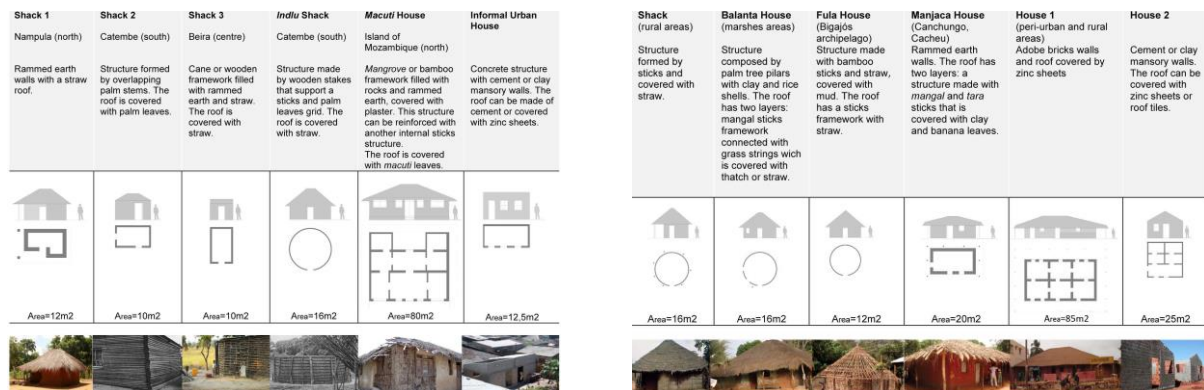 Shack 1
Nampula (north)
Rammed earth
walls with a straw
roof.
Area=12m2
Shack 2
Catembe (south)
Structure formed
by overlapping
palm stems. The
roof is covered
with palm leaves.
Area=10m2
Shack 3
Beira (centre)
Cane or wooden
framework filled
with rammed
earth and straw.
The roof is
covered with
straw.
Area=10m2
Indlu Shack
Catembe (south)
Structure made
by wooden stakes
that support a
sticks and palm
leaves grid. The
roof is covered
with straw.
Area=16m2
Macuti House
Island of
Mozambique (north)
Mangrove or bamboo
framework filled with
rocks and rammed
earth, covered with
plaster. This structure
can be reinforced with
another internal sticks
structure.
The roof is covered
with macuti leaves.
Area=80m2
Informal Urban
House
Concrete structure
with cement or clay
mansory walls. The
roof can be made of
cement or covered
with zinc sheets.
Area=12,5m2
Shack
(rural areas)
Structure
formed by
sticks and
covered with
straw.
Area=16m2
Balanta House
(marshes areas)
Structure
composed by
palm tree pilars
with clay and rice
shells. The roof
has two layers:
mangal sticks
framework
connected with
grass strings wich
is covered with
thatch or straw.
Area=16m2
Fula House
(Bigajós
archipelago)
Structure made
with bamboo
sticks and straw,
covered with
mud. The roof
has a sticks
framework with
straw.
Area=12m2
Manjaca House
(Canchungo,
Cacheu)
Rammed earth
walls. The roof has
two layers: a
structure made with
mangal and tara
sticks that is
covered with clay
and banana leaves.
Area=20m2
House 1
(peri-urban and rural
areas)
Adobe bricks walls
and roof covered by
zinc sheets
Area=85m2
House 2
Cement or clay
mansory walls.
The roof can be
covered with
zinc sheets or
roof tiles.
Area=25m2